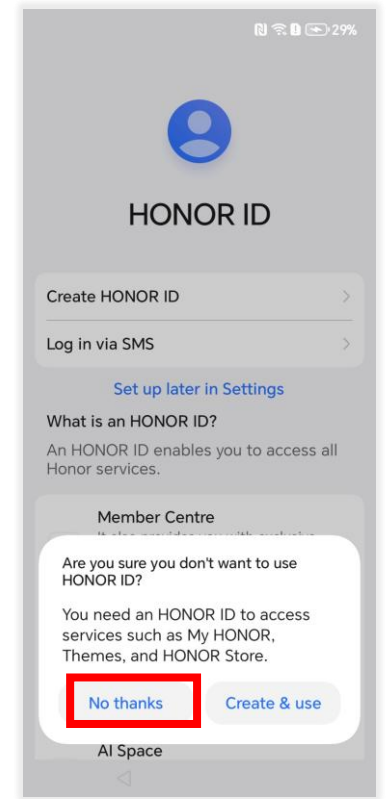 29%
HONOR ID
Create HONOR ID
Log in via SMS
Set up later in Settings
What is an HONOR ID?
An HONOR ID enables you to access all
Honor services.
Member Centre
Are you sure you don't want to use
HONOR ID?
You need an HONOR ID to access
services such as My HONOR,
Themes, and HONOR Store.
No thanks
Create & use
AI Space